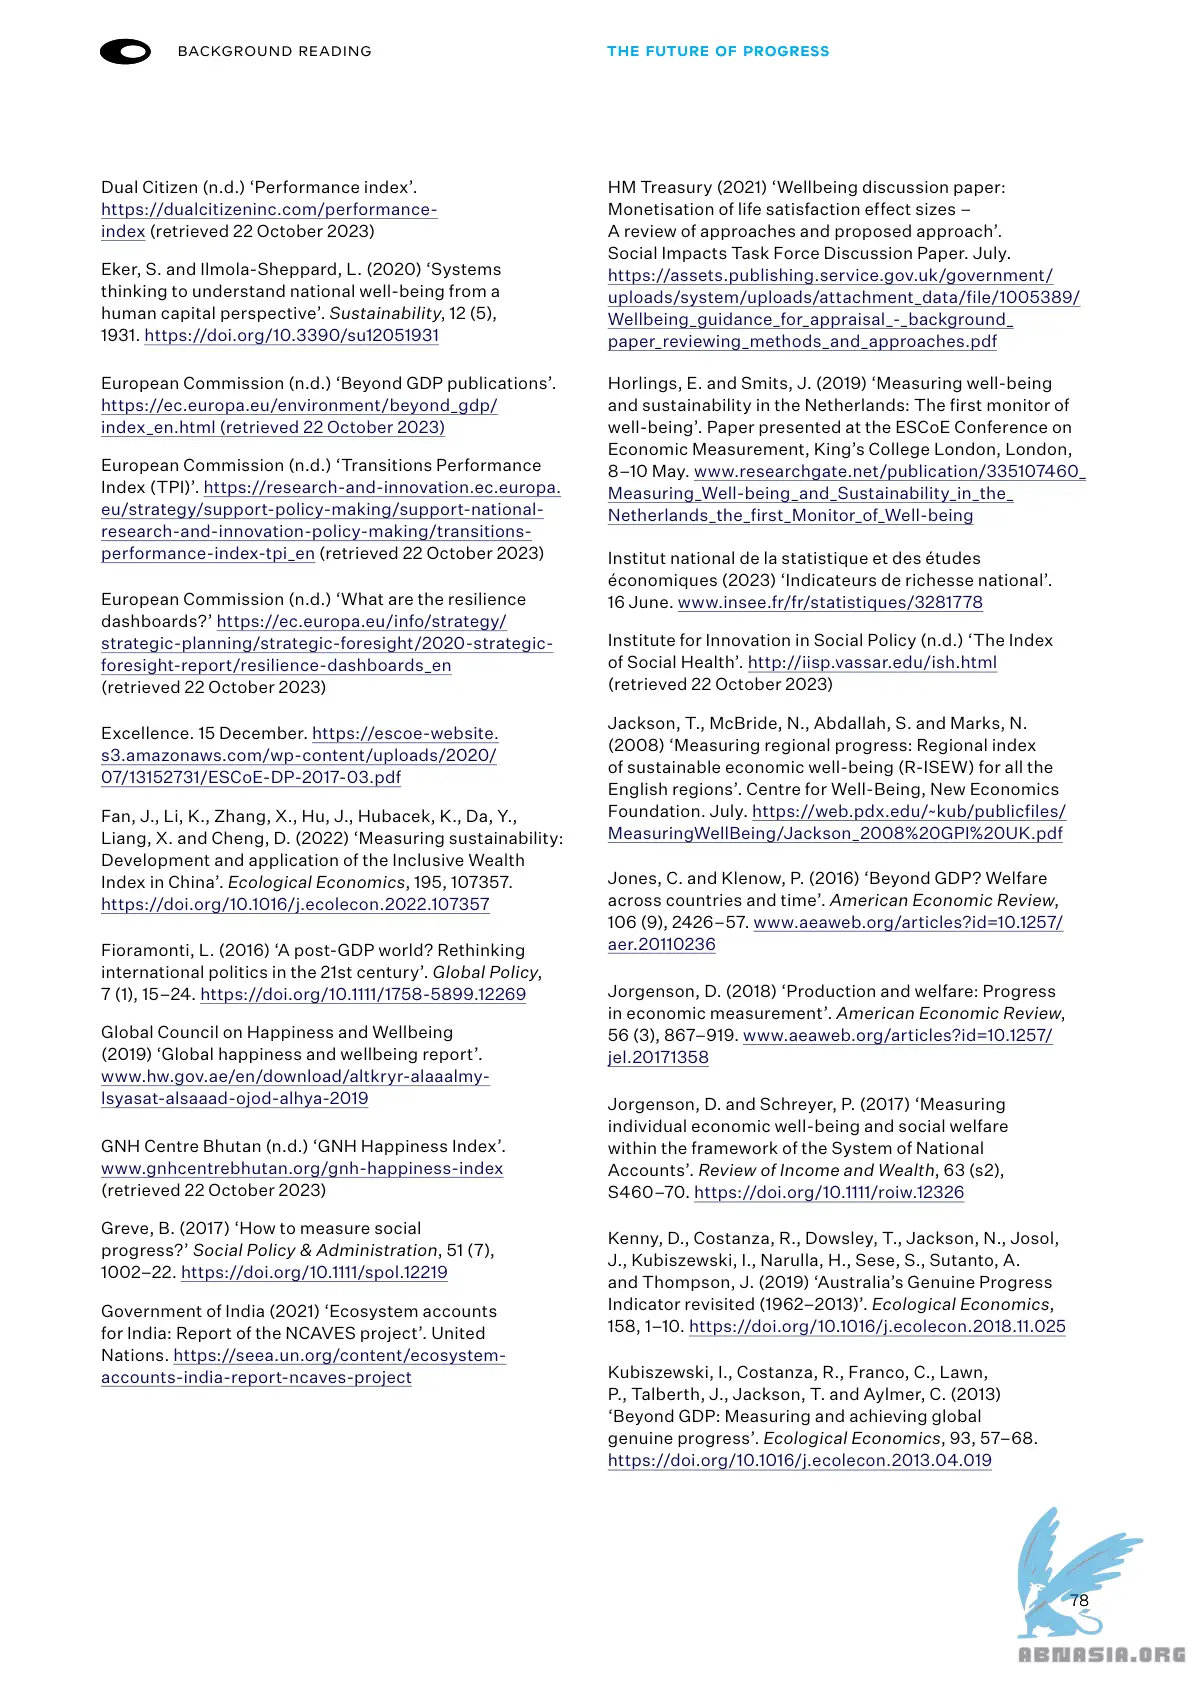 BACKGROUND READING
THE FUTURE OF PROGRESS
Dual Citizen (n.d.) ‘Performance index’.
https://dualcitizeninc.com/performance-
index (retrieved 22 October 2023)
Eker, S. and Ilmola-Sheppard, L. (2020) ‘Systems
thinking to understand national well-being from a
human capital perspective’. Sustainability, 12 (5),
1931. https://doi.org/10.3390/su12051931
European Commission (n.d.) ‘Beyond GDP publications’.
https://ec.europa.eu/environment/beyond_gdp/
index_en.html (retrieved 22 October 2023)
European Commission (n.d.) ‘Transitions Performance
Index (TPI)’. https://research-and-innovation.ec.europa.
eu/strategy/support-policy-making/support-national-
research-and-innovation-policy-making/transitions-
performance-index-tpi_en (retrieved 22 October 2023)
European Commission (n.d.) ‘What are the resilience
dashboards?’ https://ec.europa.eu/info/strategy/
strategic-planning/strategic-foresight/2020-strategic-
foresight-report/resilience-dashboards_en
(retrieved 22 October 2023)
Excellence. 15 December. https://escoe-website.
s3.amazonaws.com/wp-content/uploads/2020/
07/13152731/ESCoE-DP-2017-03.pdf
Fan, J., Li, K., Zhang, X., Hu, J., Hubacek, K., Da, Y.,
Liang, X. and Cheng, D. (2022) ‘Measuring sustainability:
Development and application of the Inclusive Wealth
Index in China’. Ecological Economics, 195, 107357.
https://doi.org/10.1016/j.ecolecon.2022.107357
Fioramonti, L. (2016) ‘A post-GDP world? Rethinking
international politics in the 21st century’. Global Policy,
7 (1), 15–24. https://doi.org/10.1111/1758-5899.12269
Global Council on Happiness and Wellbeing
(2019) ‘Global happiness and wellbeing report’.
www.hw.gov.ae/en/download/altkryr-alaaalmy-
lsyasat-alsaaad-ojod-alhya-2019
GNH Centre Bhutan (n.d.) ‘GNH Happiness Index’.
www.gnhcentrebhutan.org/gnh-happiness-index
(retrieved 22 October 2023)
Greve, B. (2017) ‘How to measure social
progress?’ Social Policy & Administration, 51 (7),
1002–22. https://doi.org/10.1111/spol.12219
Government of India (2021) ‘Ecosystem accounts
for India: Report of the NCAVES project’. United
Nations. https://seea.un.org/content/ecosystem-
accounts-india-report-ncaves-project
HM Treasury (2021) ‘Wellbeing discussion paper:
Monetisation of life satisfaction effect sizes –
A review of approaches and proposed approach’.
Social Impacts Task Force Discussion Paper. July.
https://assets.publishing.service.gov.uk/government/
uploads/system/uploads/attachment_data/file/1005389/
Wellbeing_guidance_for_appraisal_-_background_
paper_reviewing_methods_and_approaches.pdf
Horlings, E. and Smits, J. (2019) ‘Measuring well-being
and sustainability in the Netherlands: The first monitor of
well-being’. Paper presented at the ESCoE Conference on
Economic Measurement, King’s College London, London,
8–10 May. www.researchgate.net/publication/335107460_
Measuring_Well-being_and_Sustainability_in_the_
Netherlands_the_first_Monitor_of_Well-being
Institut national de la statistique et des études
économiques (2023) ‘Indicateurs de richesse national’.
16 June. www.insee.fr/fr/statistiques/3281778
Institute for Innovation in Social Policy (n.d.) ‘The Index
of Social Health’. http://iisp.vassar.edu/ish.html
(retrieved 22 October 2023)
Jackson, T., McBride, N., Abdallah, S. and Marks, N.
(2008) ‘Measuring regional progress: Regional index
of sustainable economic well-being (R-ISEW) for all the
English regions’. Centre for Well-Being, New Economics
Foundation. July. https://web.pdx.edu/~kub/publicfiles/
MeasuringWellBeing/Jackson_2008%20GPI%20UK.pdf
Jones, C. and Klenow, P. (2016) ‘Beyond GDP? Welfare
across countries and time’. American Economic Review,
106 (9), 2426–57. www.aeaweb.org/articles?id=10.1257/
aer.20110236
Jorgenson, D. (2018) ‘Production and welfare: Progress
in economic measurement’. American Economic Review,
56 (3), 867–919. www.aeaweb.org/articles?id=10.1257/
jel.20171358
Jorgenson, D. and Schreyer, P. (2017) ‘Measuring
individual economic well-being and social welfare
within the framework of the System of National
Accounts’. Review of Income and Wealth, 63 (s2),
S460–70. https://doi.org/10.1111/roiw.12326
Kenny, D., Costanza, R., Dowsley, T., Jackson, N., Josol,
J., Kubiszewski, I., Narulla, H., Sese, S., Sutanto, A.
and Thompson, J. (2019) ‘Australia’s Genuine Progress
Indicator revisited (1962–2013)’. Ecological Economics,
158, 1–10. https://doi.org/10.1016/j.ecolecon.2018.11.025
Kubiszewski, I., Costanza, R., Franco, C., Lawn,
P., Talberth, J., Jackson, T. and Aylmer, C. (2013)
‘Beyond GDP: Measuring and achieving global
genuine progress’. Ecological Economics, 93, 57–68.
https://doi.org/10.1016/j.ecolecon.2013.04.019
78
ABNASIA.ORG